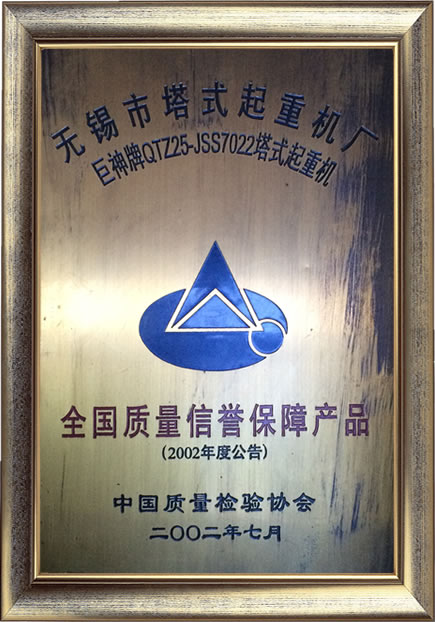 无锡市塔式起重机厂
巨神牌QTZ25-JSS7022塔式起重机
全国质量信誉保障产品
(2002年度公告)
中国质量检验协会
二〇〇二年七月